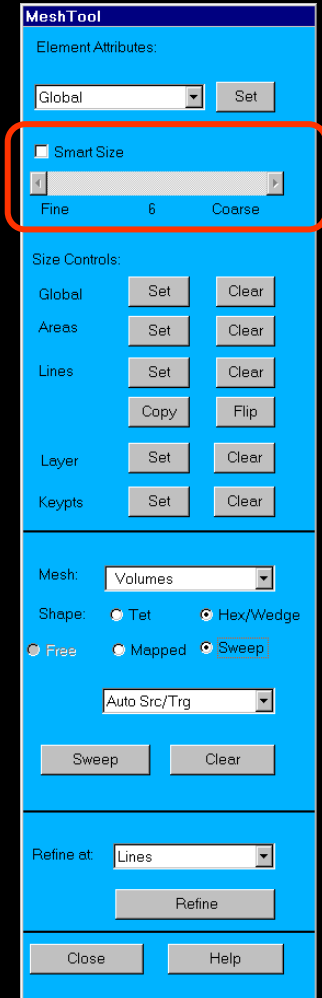 MeshTool
Element Attributes:
Global Set
Smart Size
Fine 6 Coarse
Size Controls:
Global Set Clear
Areas Set Clear
Lines Set Clear
Copy Flip
Layer Set Clear
Keypts Set Clear
Mesh: Volumes
Shape: Tet Hex/Wedge
Free Mapped Sweep
Auto Src/Trg
Sweep Clear
Refine at: Lines
Refine
Close Help